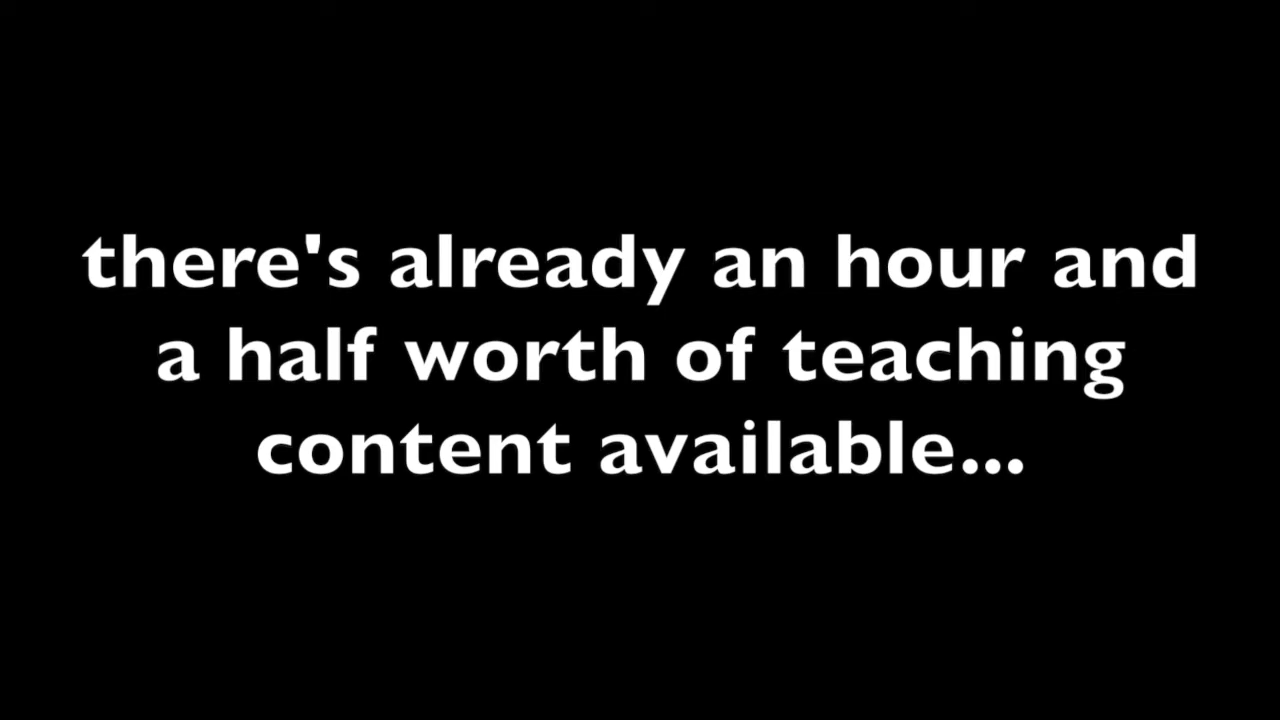 there's already an hour and
a half worth of teaching
content available...